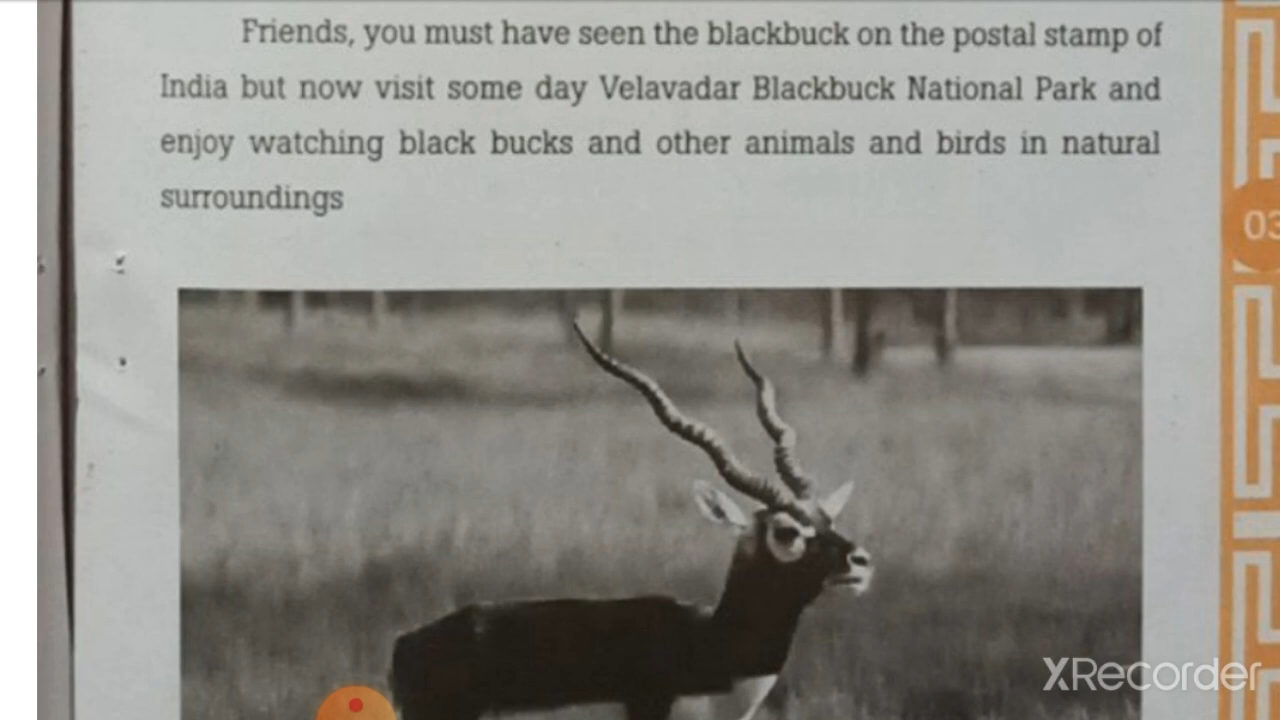 Friends, you must have seen the blackbuck on the postal stamp of
India but now visit some day Velavadar Blackbuck National Park and
enjoy watching black bucks and other animals and birds in natural
surroundings
03
XRecorder